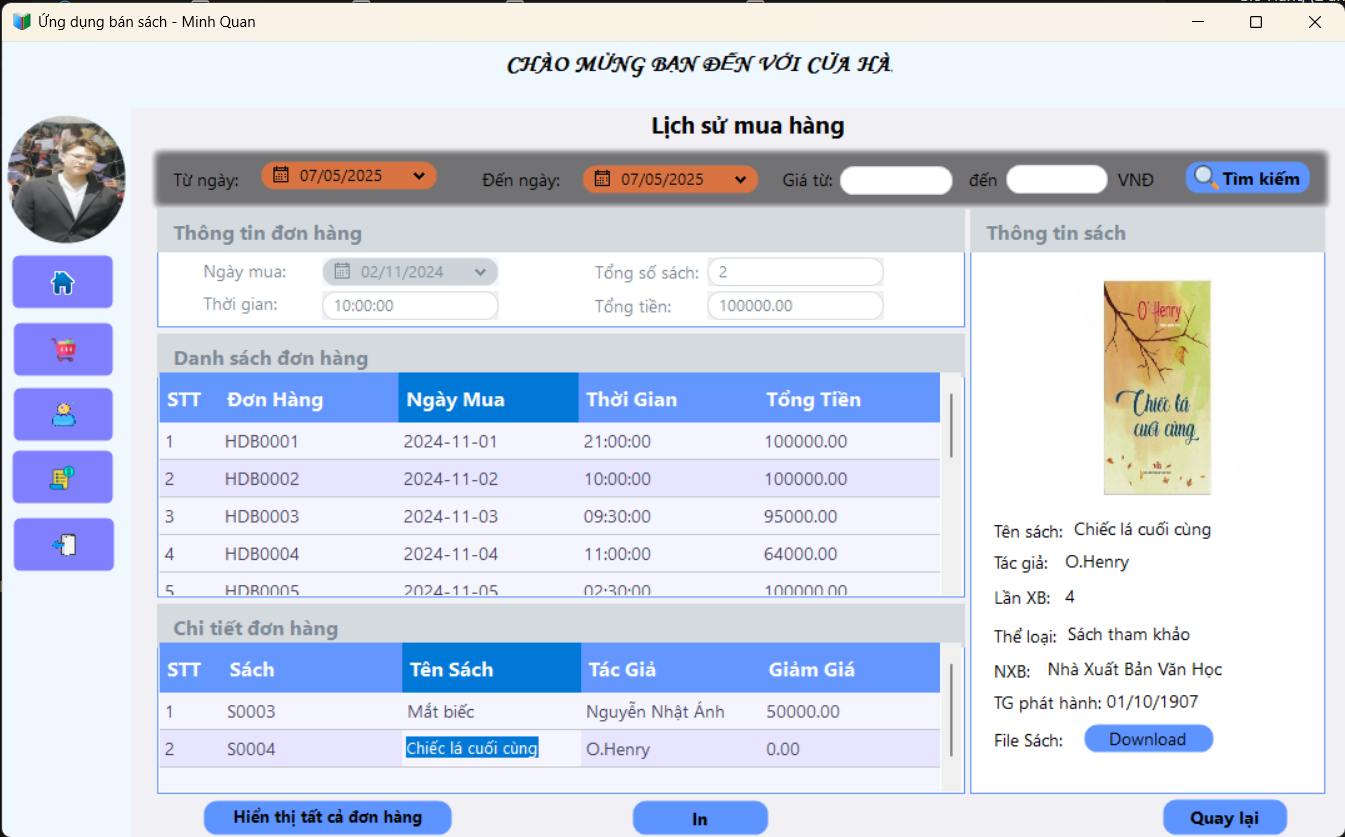 Ứng dụng bán sách - Minh Quan
CHÀO MỪNG BẠN ĐẾN VỚI CỬA HÀ
Lịch sử mua hàng
Từ ngày: 07/05/2025 Đến ngày: 07/05/2025 Giá từ: đến VNĐ Tìm kiếm
Thông tin đơn hàng
Ngày mua: 02/11/2024 Tổng số sách: 2
Thời gian: 10:00:00 Tổng tiền: 100000.00
Danh sách đơn hàng
STT Đơn Hàng Ngày Mua Thời Gian Tổng Tiền
1 HDB0001 2024-11-01 21:00:00 100000.00
2 HDB0002 2024-11-02 10:00:00 100000.00
3 HDB0003 2024-11-03 09:30:00 95000.00
4 HDB0004 2024-11-04 11:00:00 64000.00
5 HDB0005 2024-11-05 02:30:00 100000.00
Chi tiết đơn hàng
STT Sách Tên Sách Tác Giả Giảm Giá
1 S0003 Mắt biếc Nguyễn Nhật Ánh 50000.00
2 S0004 Chiếc lá cuối cùng O.Henry 0.00
Hiển thị tất cả đơn hàng In Quay lại
Thông tin sách
O' Henry
Chiếc lá
cuối cùng
Tên sách: Chiếc lá cuối cùng
Tác giả: O.Henry
Lần XB: 4
Thể loại: Sách tham khảo
NXB: Nhà Xuất Bản Văn Học
TG phát hành: 01/10/1907
File Sách: Download